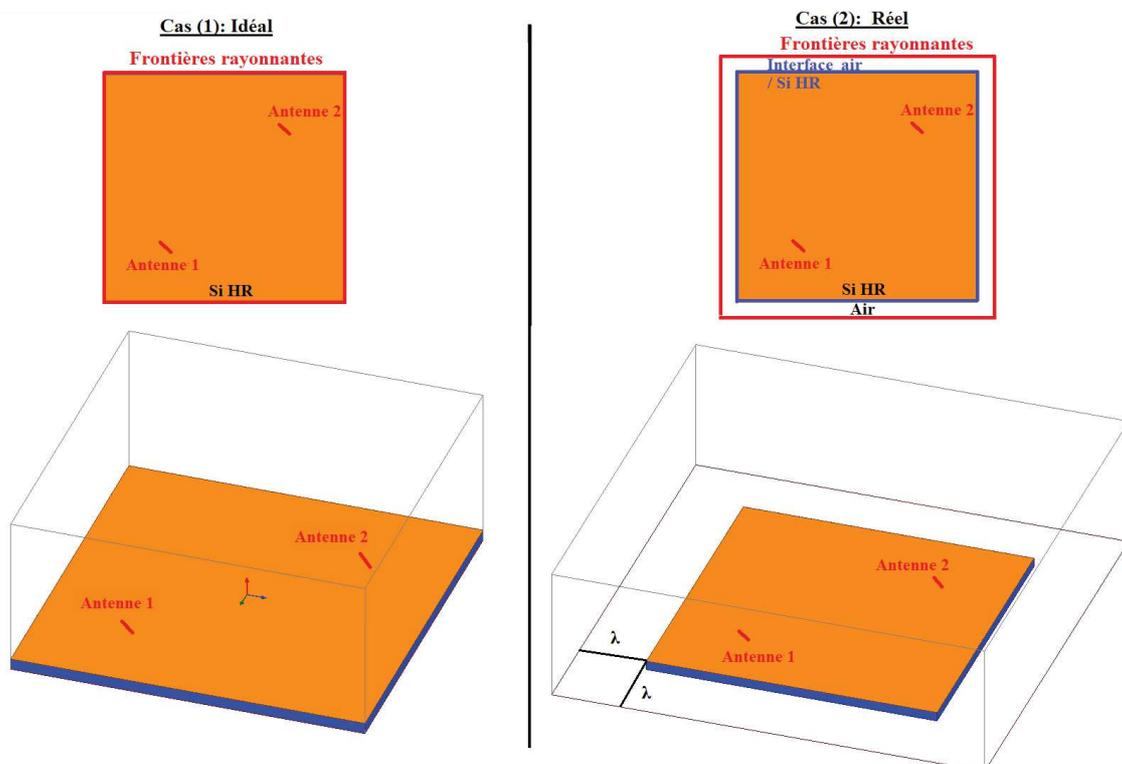 Cas (1): Idéal
Frontières rayonnantes
Antenne 2
Antenne 1
Si HR
Antenne 2
Antenne 1
Cas (2): Réel
Frontières rayonnantes
Interface air
/ Si HR
Antenne 2
Antenne 1
Si HR
Air
Antenne 2
Antenne 1
λ
λ